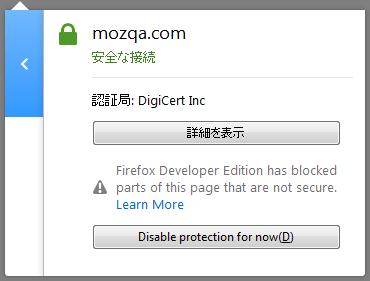 mozqa.com
安全な接続
認証局: DigiCert Inc
詳細を表示
Firefox Developer Edition has blocked
parts of this page that are not secure.
Learn More
Disable protection for now(D)